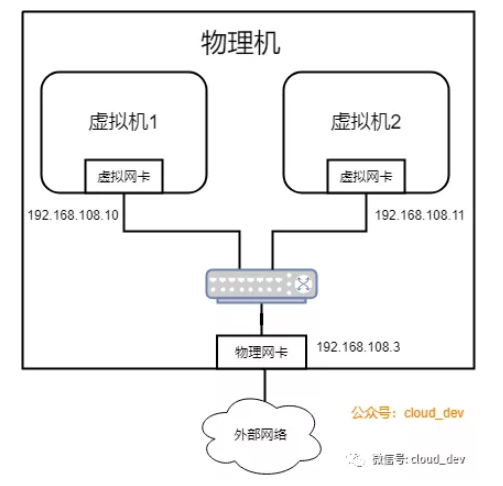 物理机
虚拟机1
虚拟机2
虚拟网卡
虚拟网卡
192.168.108.10
192.168.108.11
物理网卡
192.168.108.3
外部网络
公众号：cloud_dev
微信号: cloud_dev